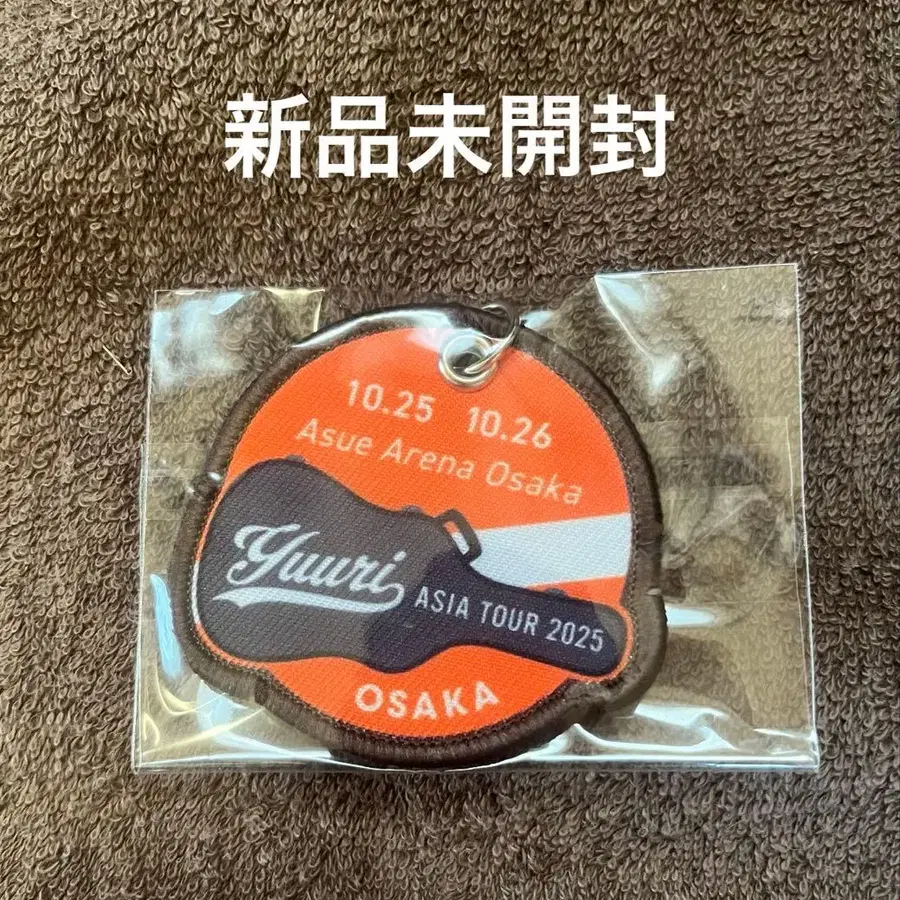 新品未開封
10.25 10.26
Asue Arena Osaka
yuuri
ASIA TOUR 2025
OSAKA